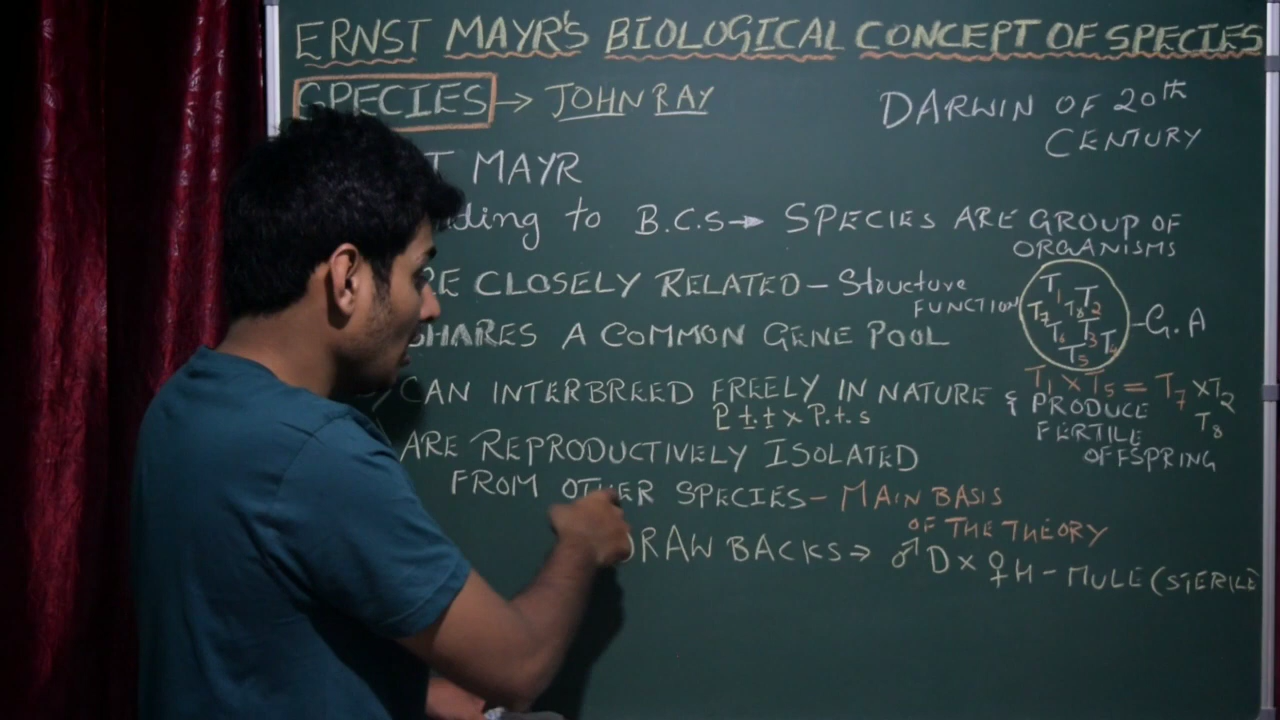 ERNST MAYR'S BIOLOGICAL CONCEPT OF SPECIES
SPECIES → JOHN RAY
DARWIN OF 20th
CENTURY
T MAYR
ding to B.C.S → SPECIES ARE GROUP OF
ORGANISMS
RE CLOSELY RELATED - Structure
FUNCTION
T1 T2 T7 T8 T6 T3 T4 T5 - G.A
SHARES A COMMON GENE POOL
CAN INTERBREED FREELY IN NATURE & PRODUCE
FERTILE
OFFSPRING
T1 × T5 = T7 × T2
T8
P.t.t × P.t.s
ARE REPRODUCTIVELY ISOLATED
FROM OTHER SPECIES - MAIN BASIS
OF THE THEORY
DRAWBACKS → ♂ D × ♀ H - MULE (STERILE